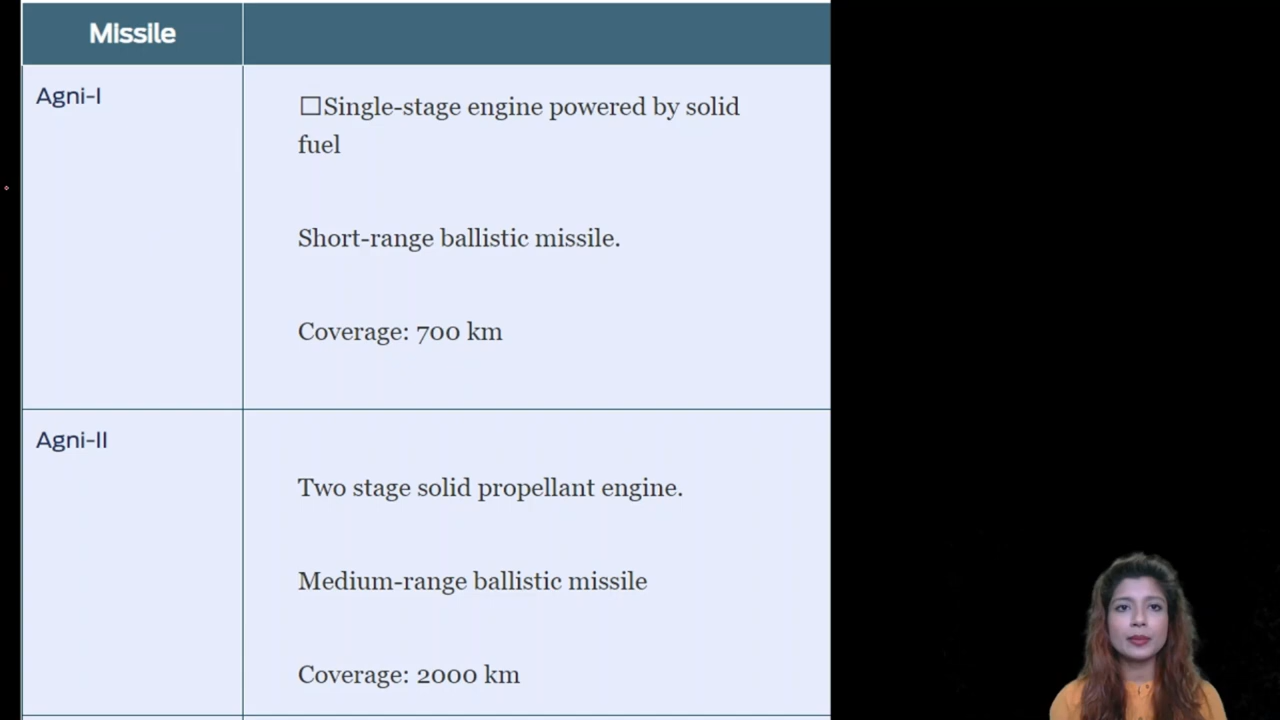 Missile
Agni-I
☐Single-stage engine powered by solid
fuel
Short-range ballistic missile.
Coverage: 700 km
Agni-II
Two stage solid propellant engine.
Medium-range ballistic missile
Coverage: 2000 km